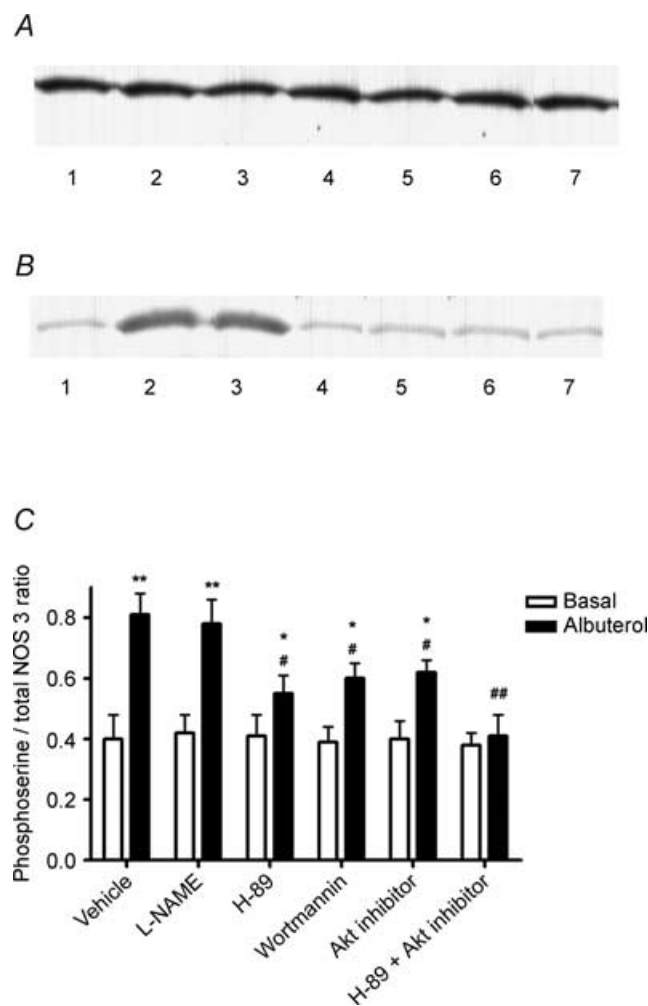 A
1 2 3 4 5 6 7
B
1 2 3 4 5 6 7
C
Phosphoserine / total NOS 3 ratio
0.8
0.6
0.4
0.2
0.0
** ** * # * # * # ##
Basal
Albuterol
Vehicle
L-NAME
H-89
Wortmannin
Akt inhibitor
H-89 + Akt inhibitor